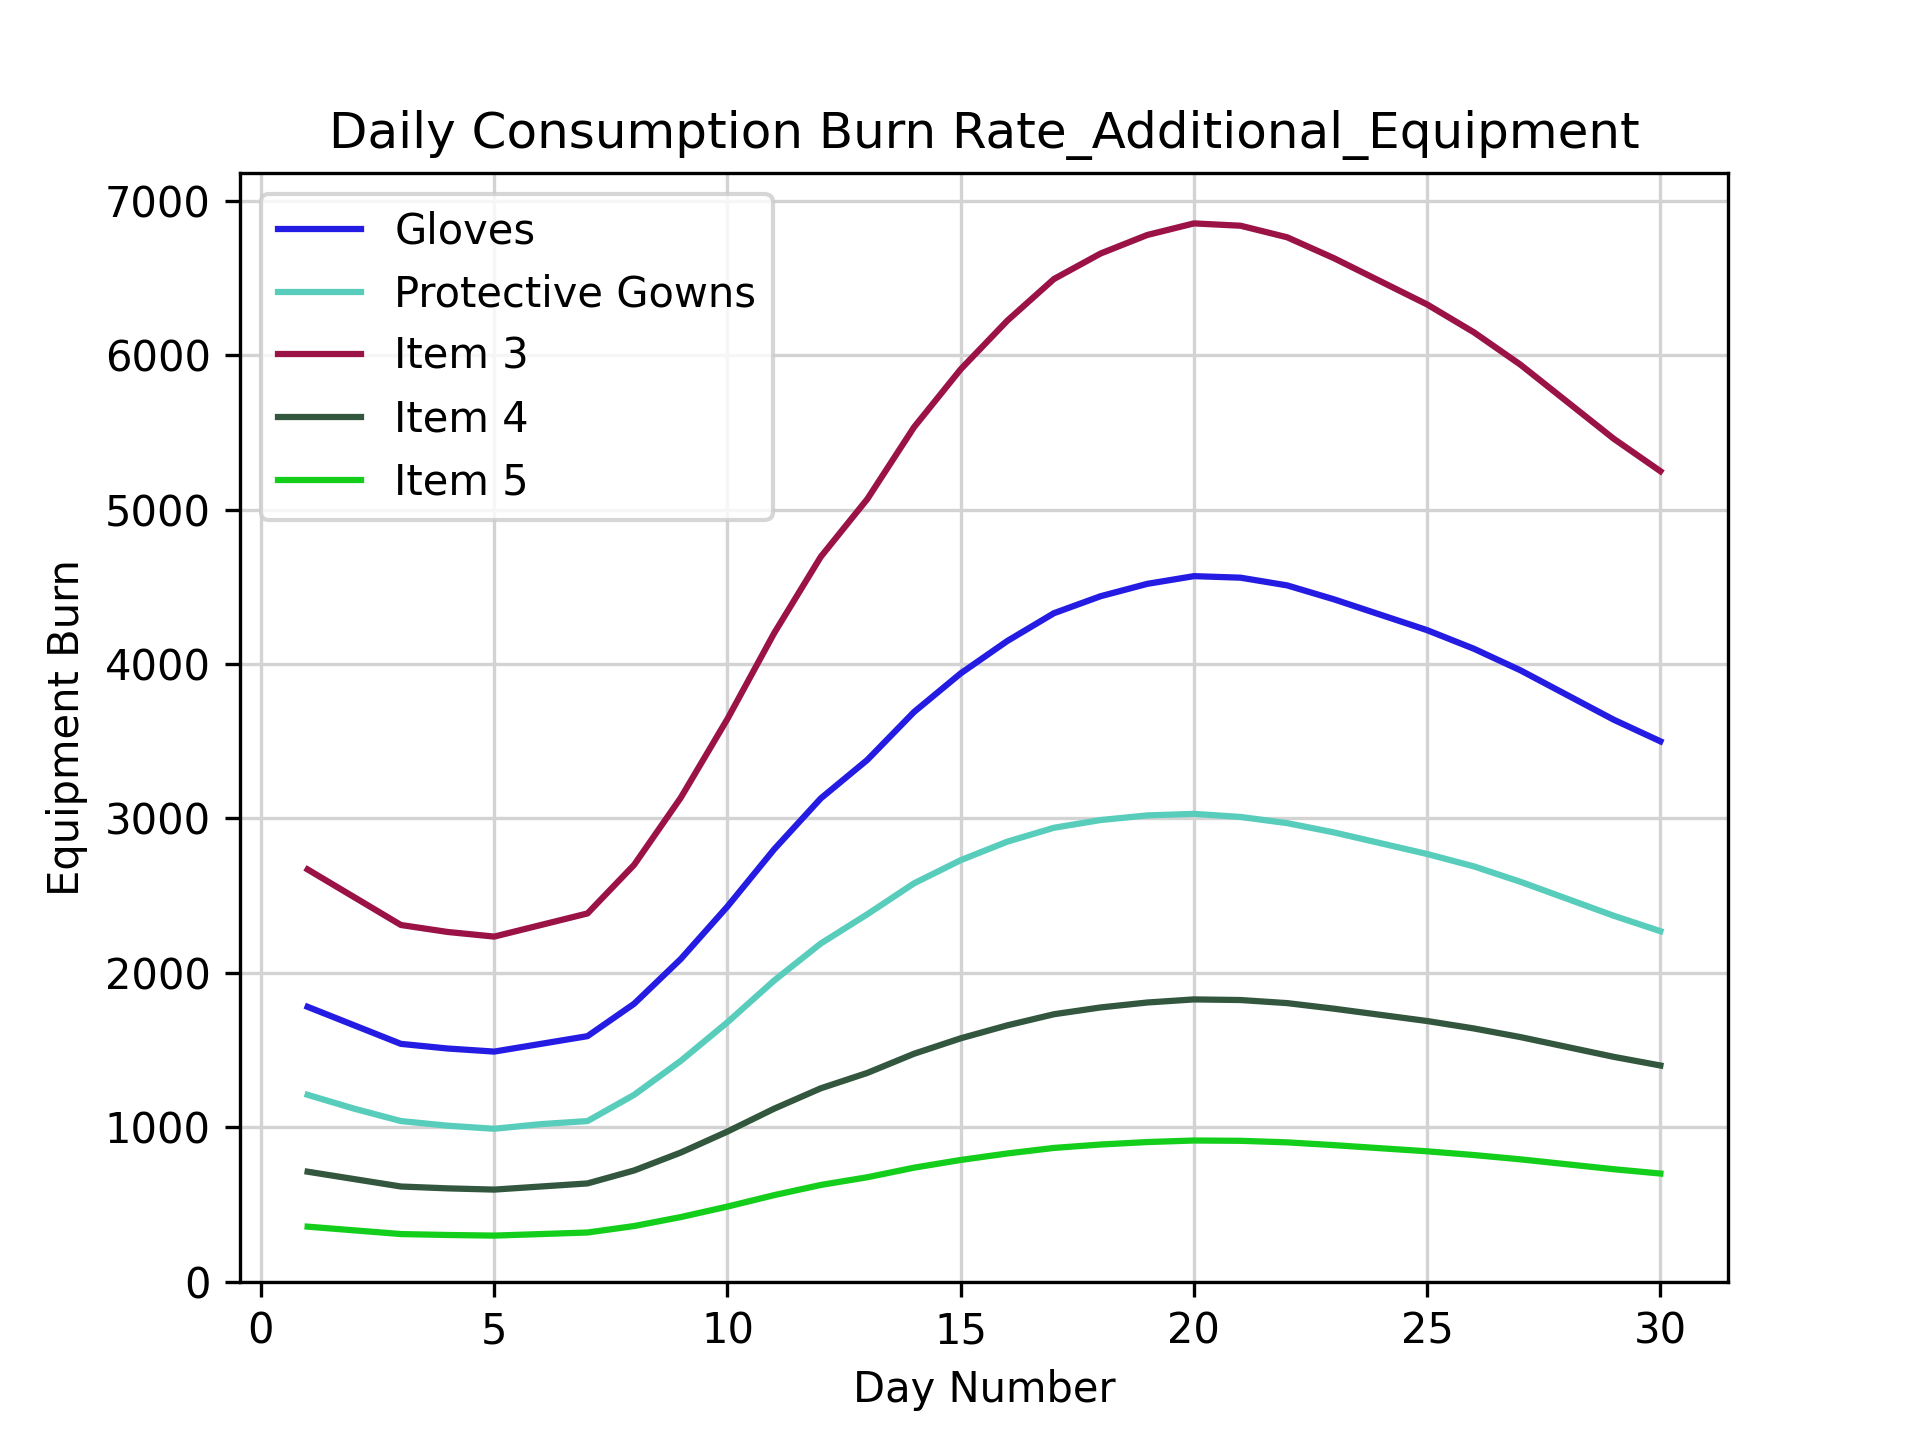 Daily Consumption Burn Rate_Additional_Equipment
Gloves
Protective Gowns
Item 3
Item 4
Item 5
7000
6000
5000
4000
3000
2000
1000
0
Equipment Burn
0 5 10 15 20 25 30
Day Number